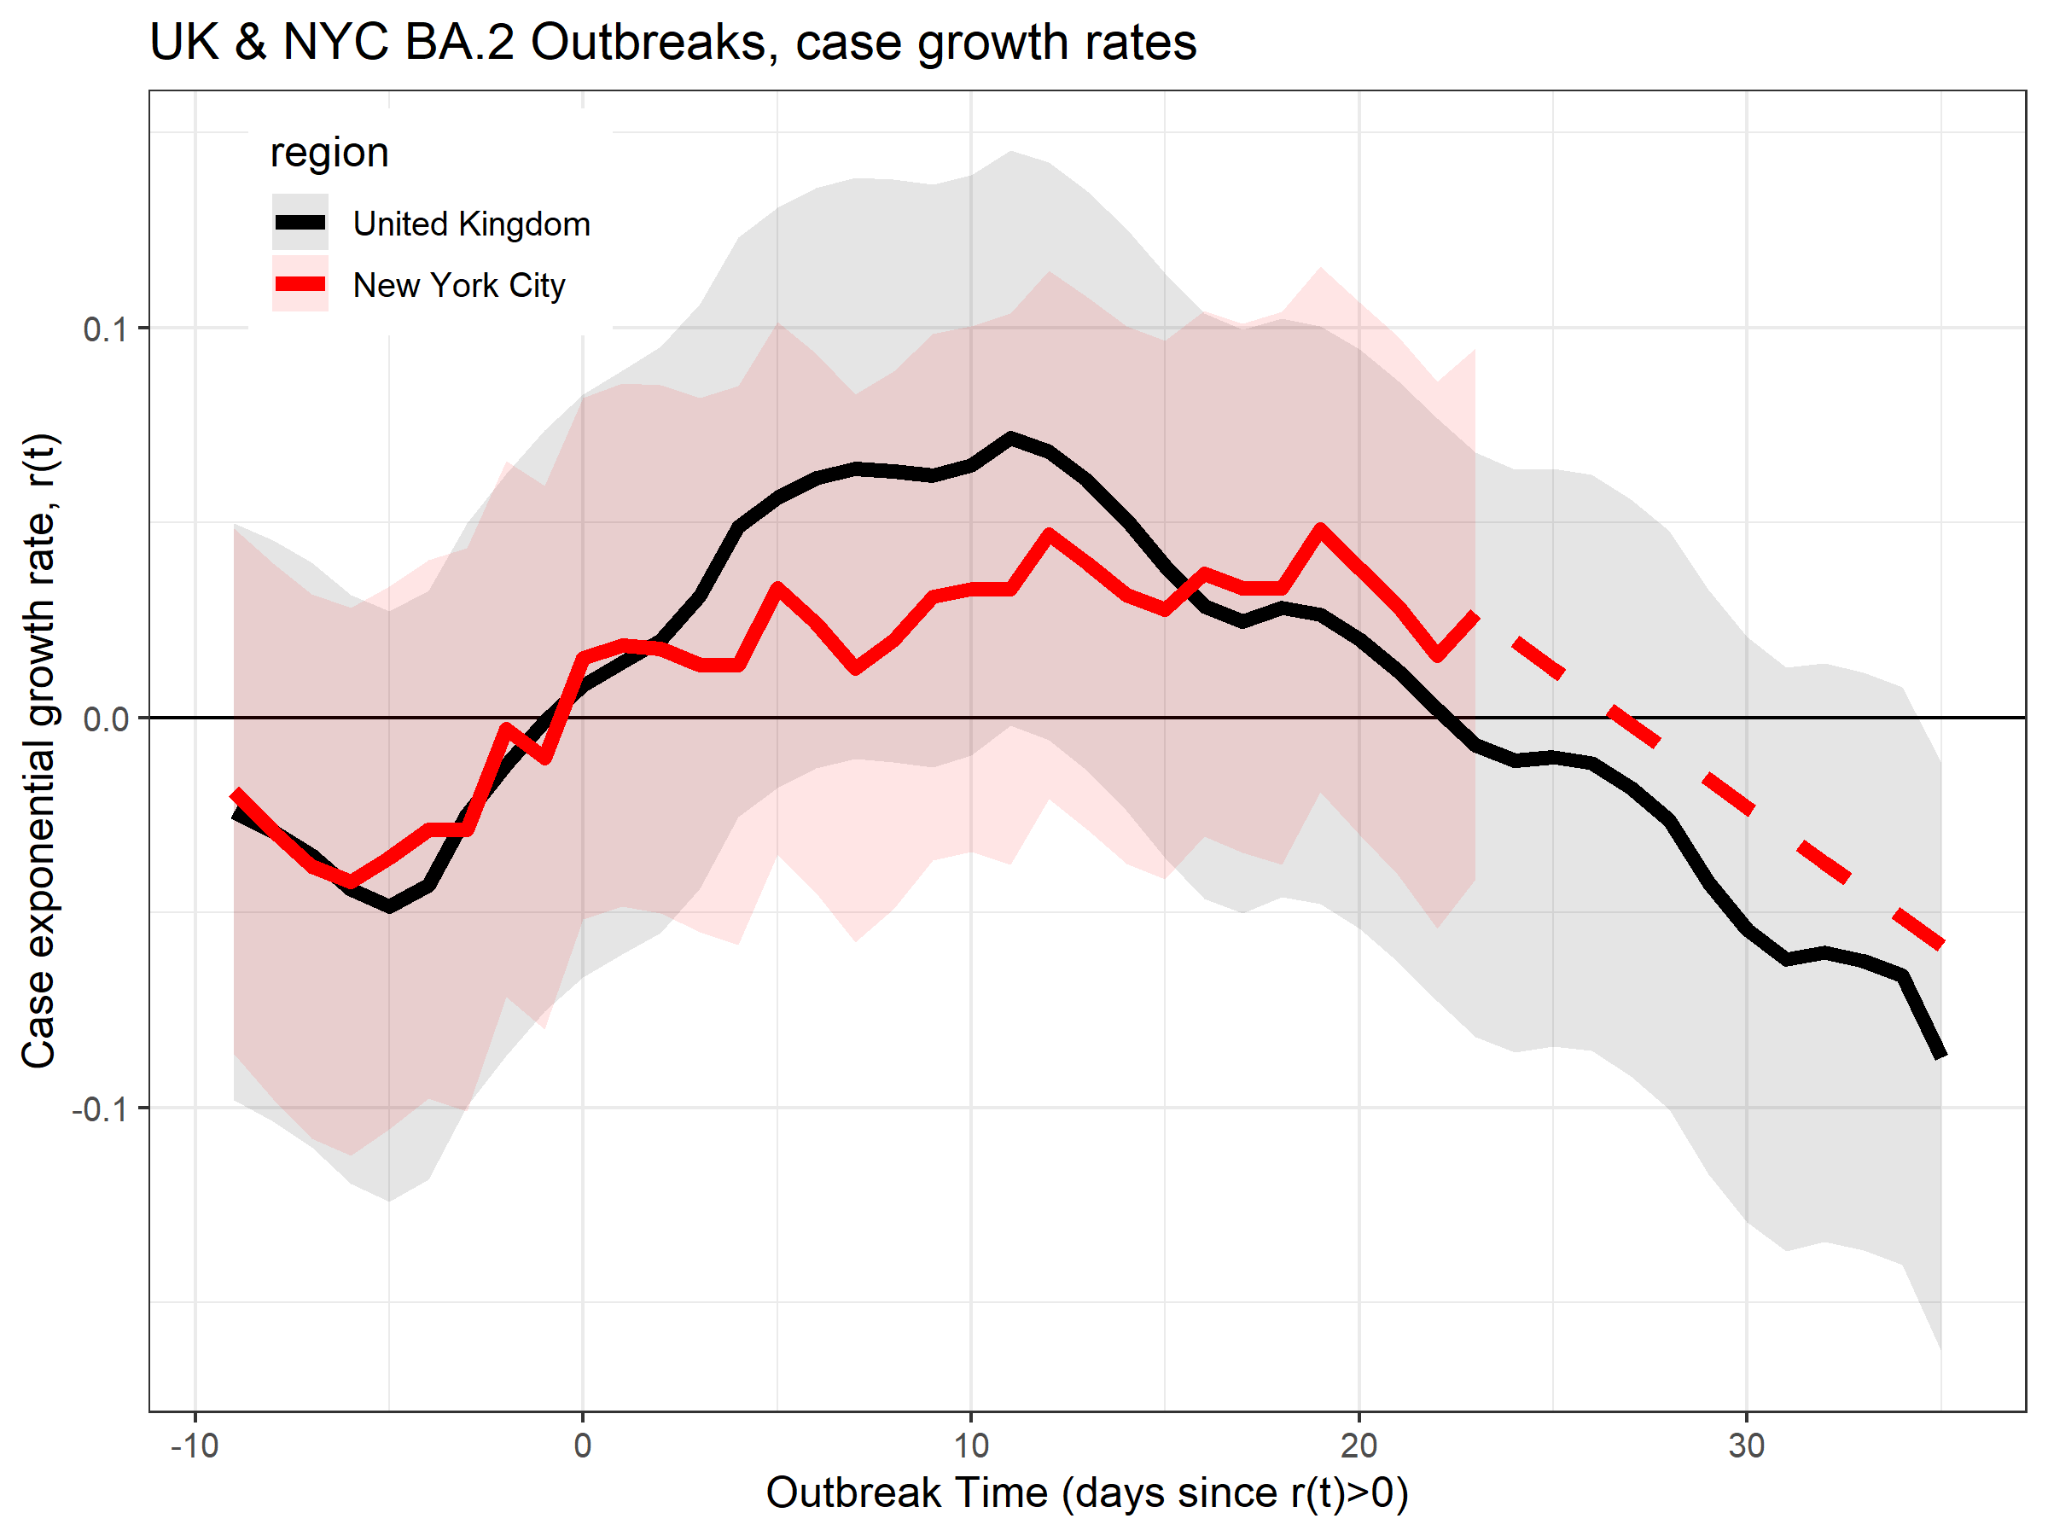 UK & NYC BA.2 Outbreaks, case growth rates
region
United Kingdom
New York City
Case exponential growth rate, r(t)
0.1
0.0
-0.1
-10
0
10
20
30
Outbreak Time (days since r(t)>0)